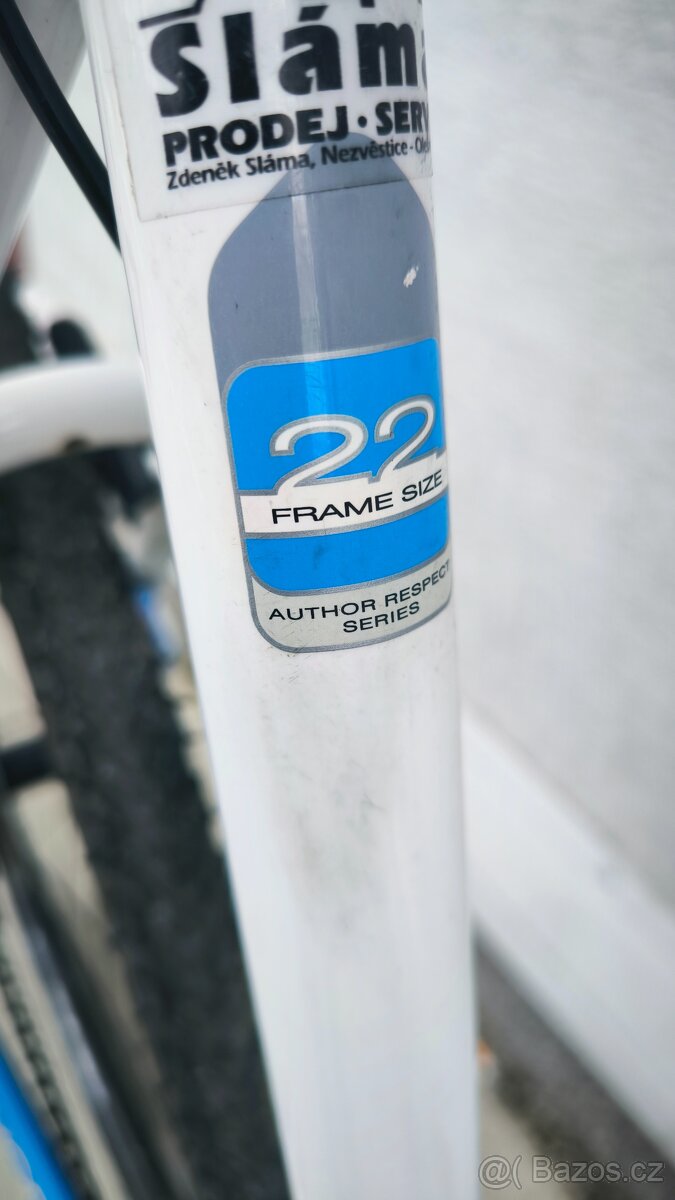 Sláma
PRODEJ · SERV
Zdeněk Sláma, Nezvěstice -
22
FRAME SIZE
AUTHOR RESPECT
SERIES
@( Bazos.cz